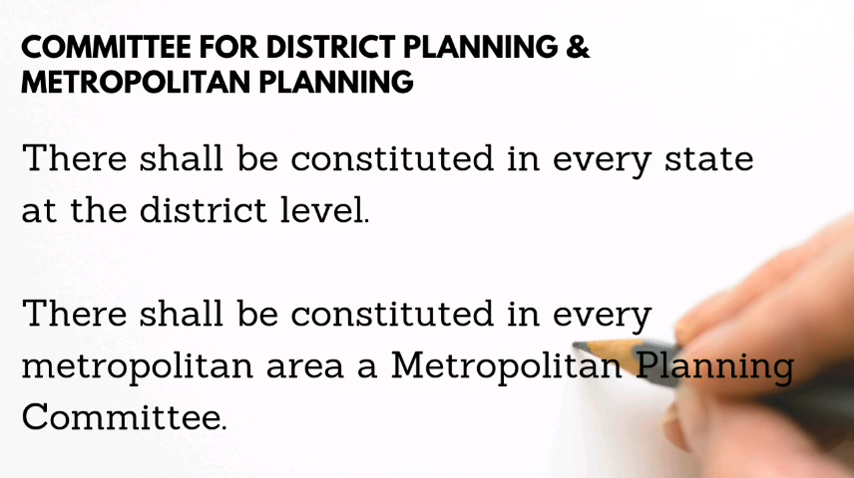 COMMITTEE FOR DISTRICT PLANNING &
METROPOLITAN PLANNING
There shall be constituted in every state
at the district level.
There shall be constituted in every
metropolitan area a Metropolitan Planning
Committee.